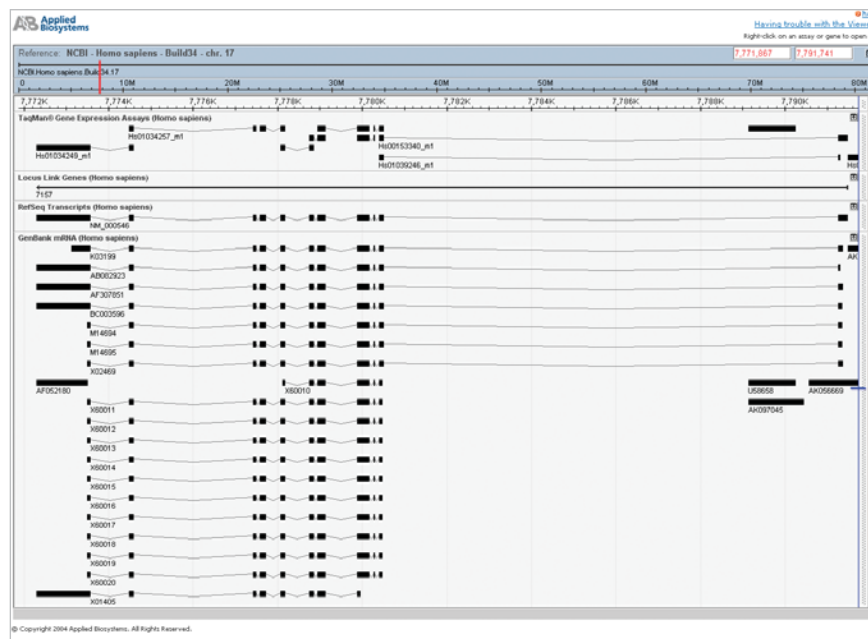 AB Applied
Biosystems
Having trouble with the View
Right-click on an assay or gene to open
Reference: NCBI - Homo sapiens - Build34 - chr. 17
7,771,867 7,791,741
NCBI.Homo sapiens.Build34.17
0 10M 20M 30M 40M 50M 60M 70M 80M
7,772K 7,774K 7,776K 7,778K 7,780K 7,782K 7,784K 7,786K 7,788K 7,790K
TaqMan® Gene Expression Assays (Homo sapiens)
Hs01034257_m1 Hs00153340_m1
Hs01034249_m1 Hs01039246_m1
Locus Link Genes (Homo sapiens)
7157
RefSeq Transcripts (Homo sapiens)
NM_000546
GenBank mRNA (Homo sapiens)
K03199 AK
AB082923
AF307851
BC003596
M14694
M14695
X02469
AF052180 X60010 U58658 AK056669
X60011 AK097045
X60012
X60013
X60014
X60015
X60016
X60017
X60018
X60019
X60020
X01405
© Copyright 2004 Applied Biosystems. All Rights Reserved.